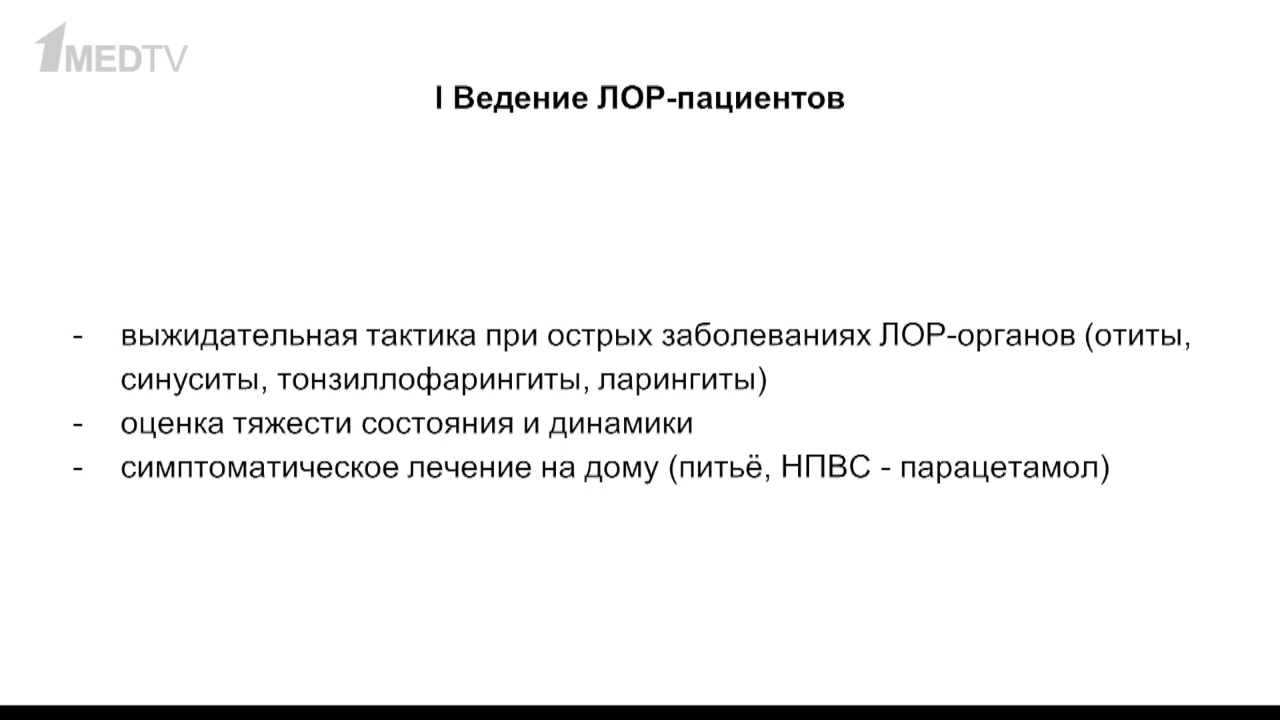 1MEDTV
I Ведение ЛОР-пациентов
- выжидательная тактика при острых заболеваниях ЛОР-органов (отиты,
синуситы, тонзиллофарингиты, ларингиты)
- оценка тяжести состояния и динамики
- симптоматическое лечение на дому (питьё, НПВС - парацетамол)